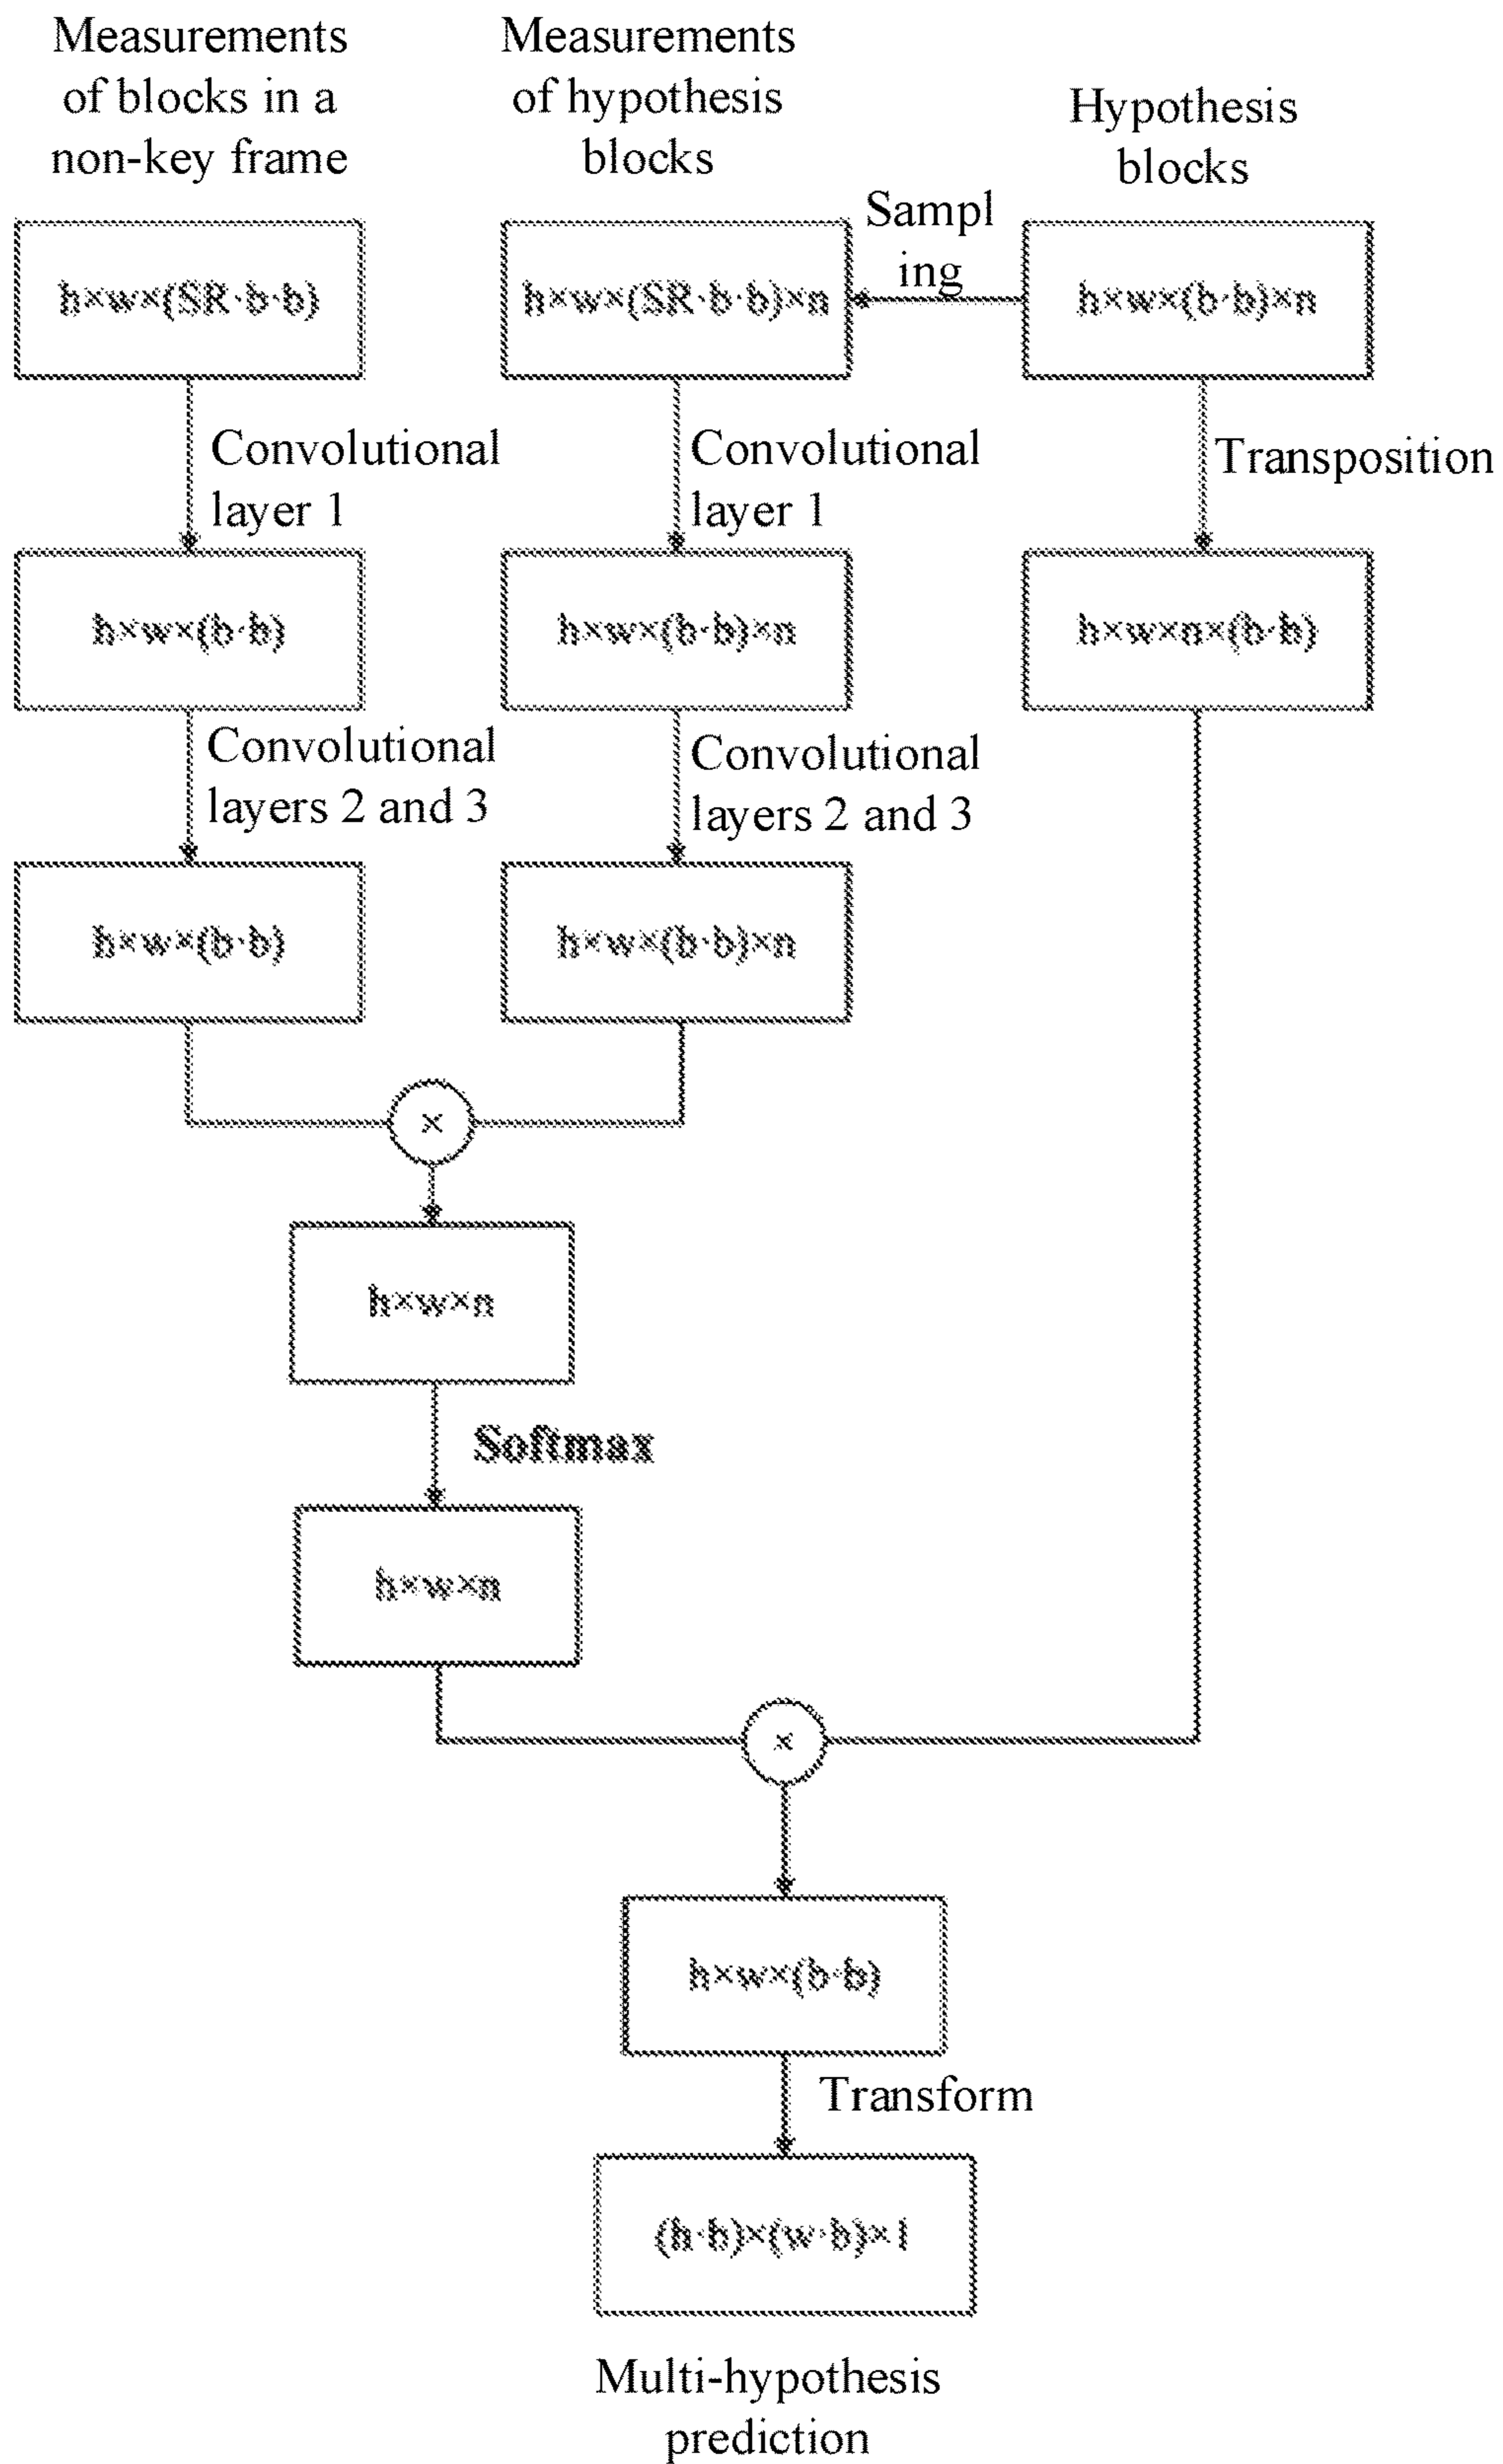 Measurements
of blocks in a
non-key frame
Measurements
of hypothesis
blocks
Hypothesis
blocks
h×w×(SR·b·b)
h×w×(SR·b·b)×n
Sampl
ing
h×w×(b·b)×n
Convolutional
layer 1
Convolutional
layer 1
Transposition
h×w×(b·b)
h×w×(b·b)×n
h×w×n×(b·b)
Convolutional
layers 2 and 3
Convolutional
layers 2 and 3
h×w×(b·b)
h×w×(b·b)×n
×
h×w×n
Softmax
h×w×n
×
h×w×(b·b)
Transform
(h·b)×(w·b)×1
Multi-hypothesis
prediction